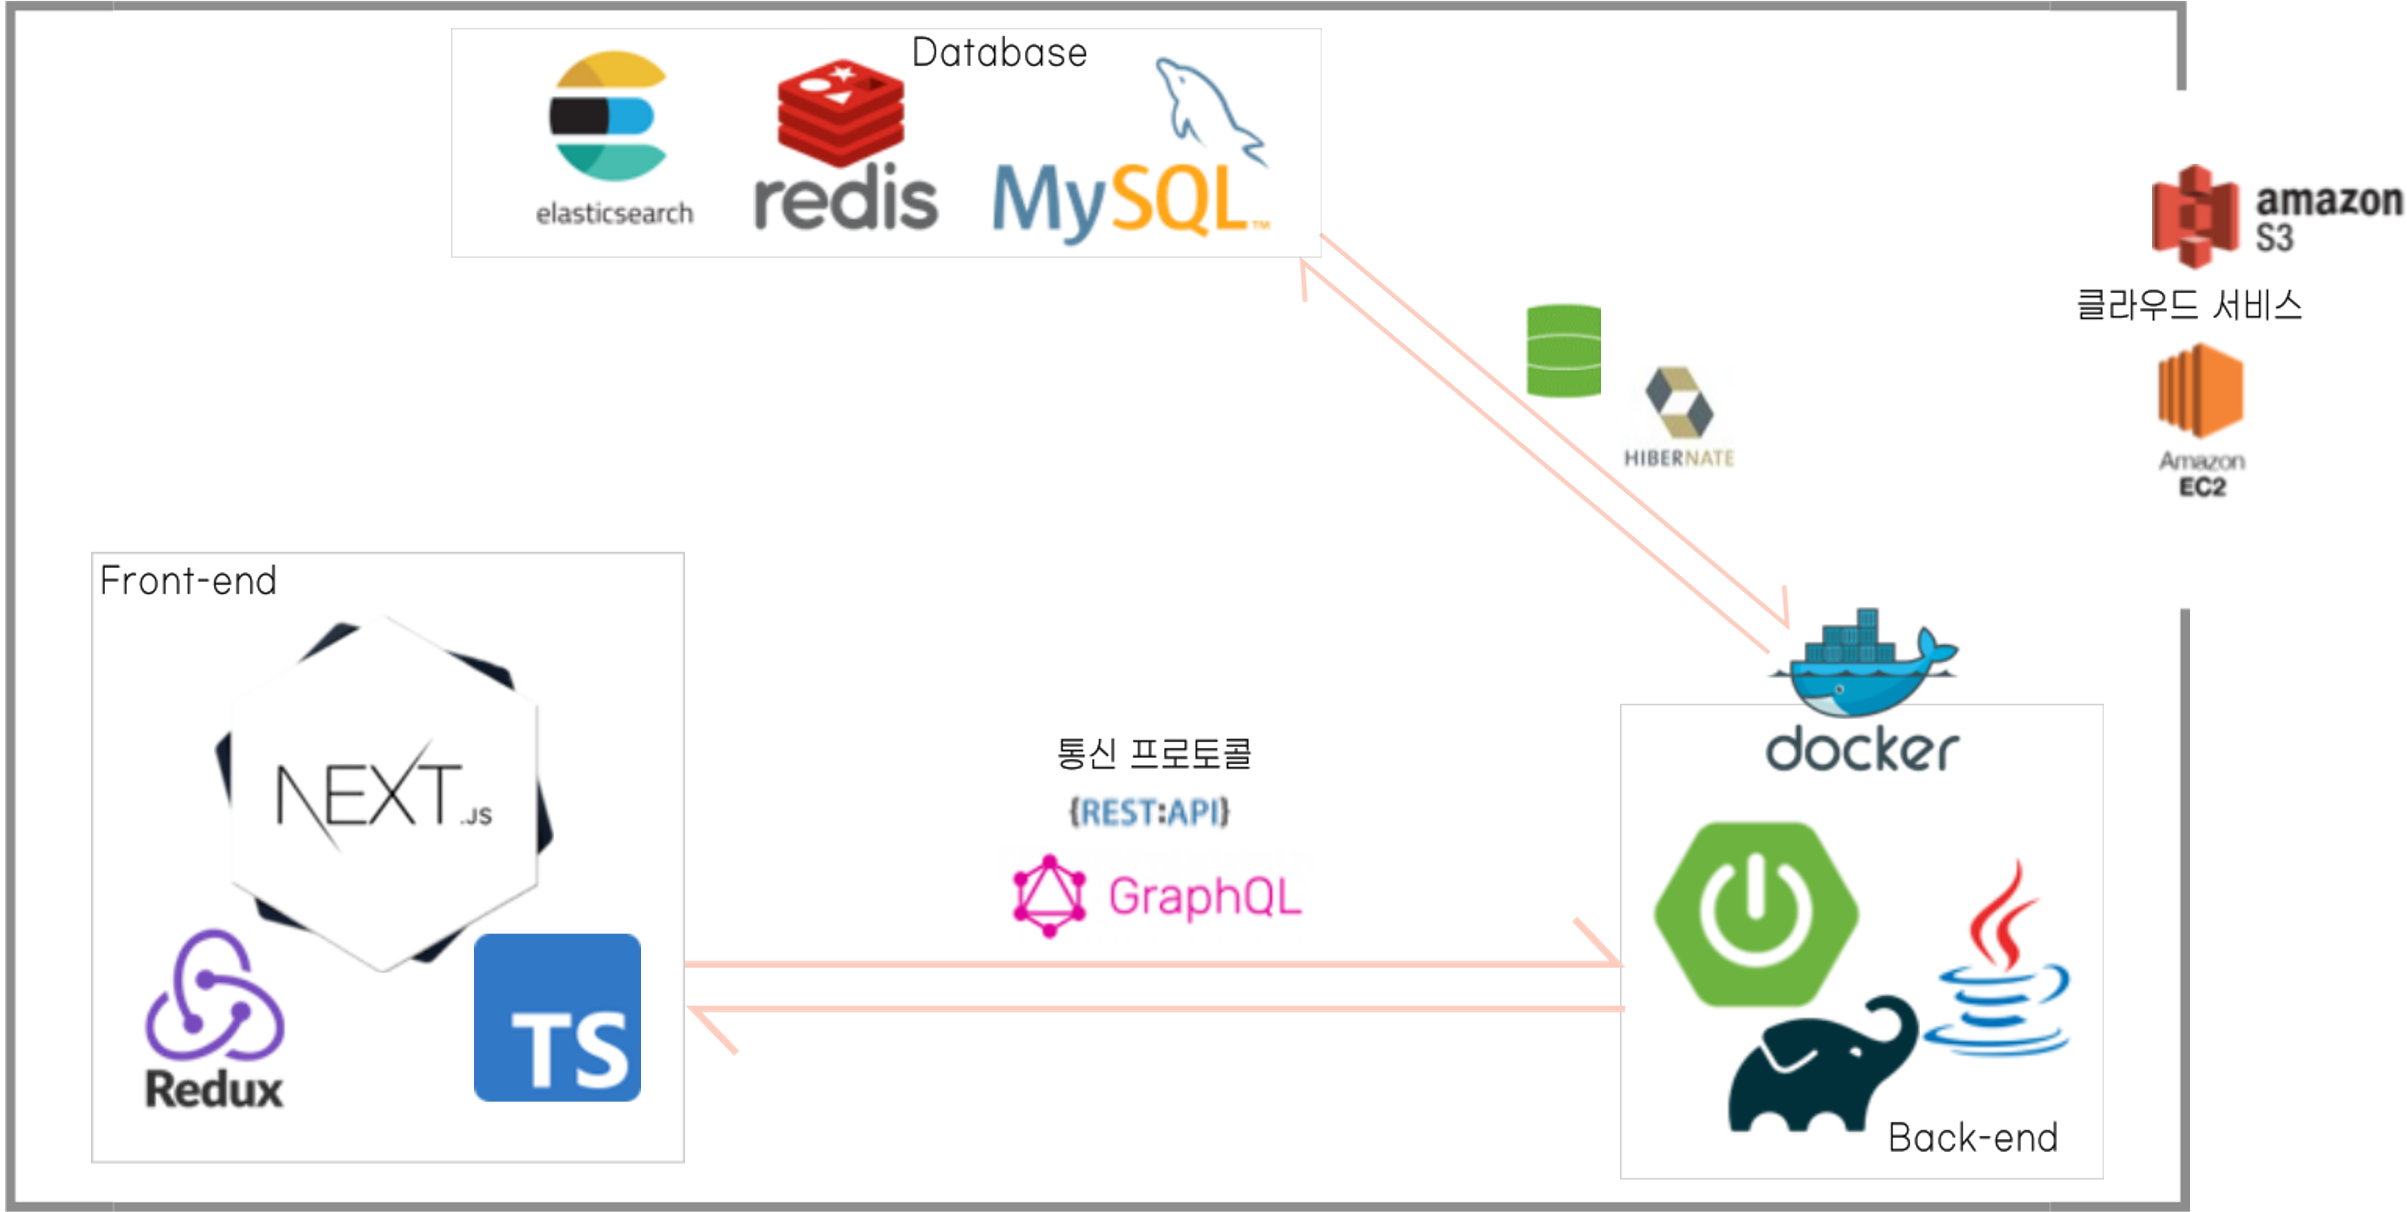 Database
elasticsearch
redis
MySQL™
amazon
S3
클라우드 서비스
Amazon
EC2
HIBERNATE
Front-end
NEXT.JS
Redux
TS
통신 프로토콜
{REST:API}
GraphQL
docker
Back-end